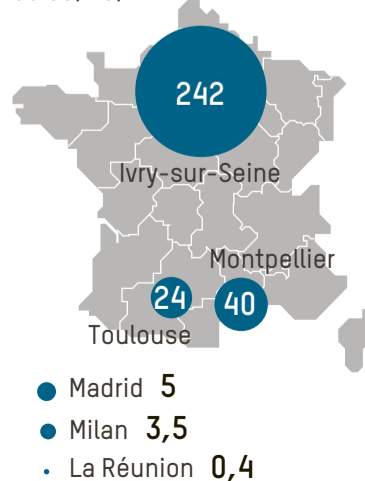 242
Ivry-sur-Seine
Montpellier
24
40
Toulouse
Madrid 5
Milan 3,5
La Réunion 0,4